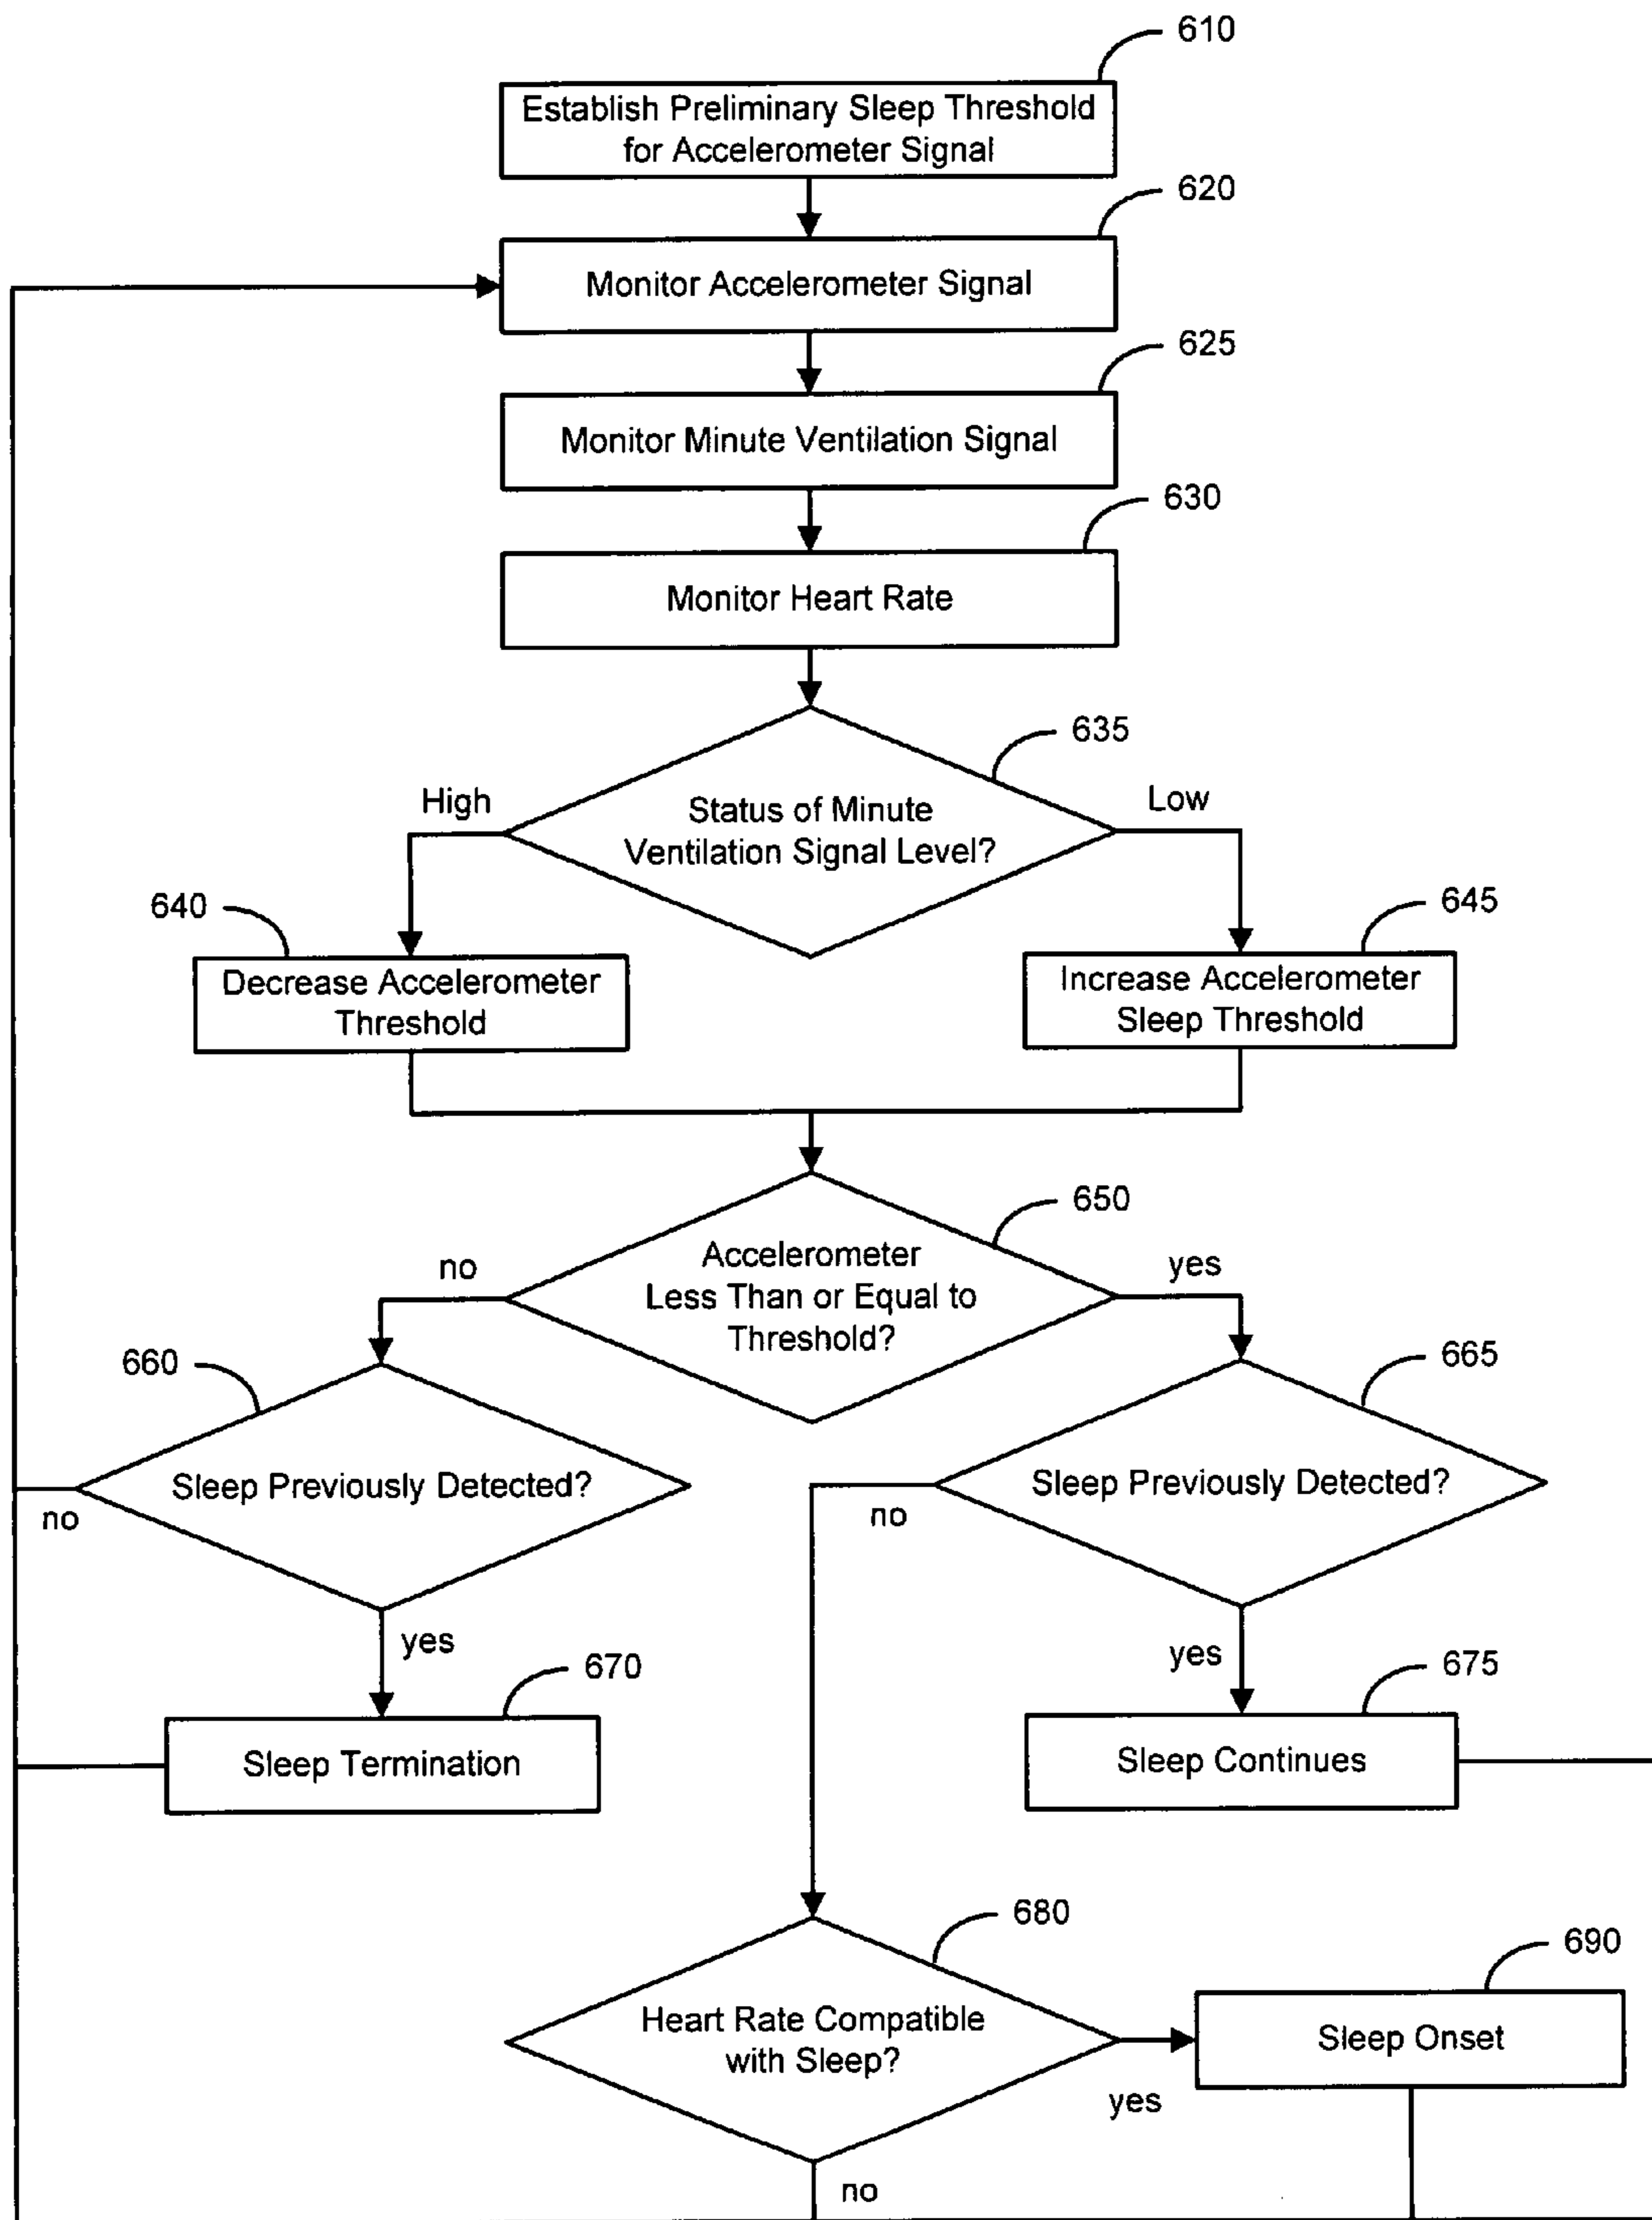 610
Establish Preliminary Sleep Threshold
for Accelerometer Signal
620
Monitor Accelerometer Signal
625
Monitor Minute Ventilation Signal
630
Monitor Heart Rate
635
High
Status of Minute
Ventilation Signal Level?
Low
640
Decrease Accelerometer
Threshold
645
Increase Accelerometer
Sleep Threshold
650
no
Accelerometer
Less Than or Equal to
Threshold?
yes
660
Sleep Previously Detected?
no
665
Sleep Previously Detected?
no
yes
670
Sleep Termination
yes
675
Sleep Continues
680
Heart Rate Compatible
with Sleep?
yes
690
Sleep Onset
no